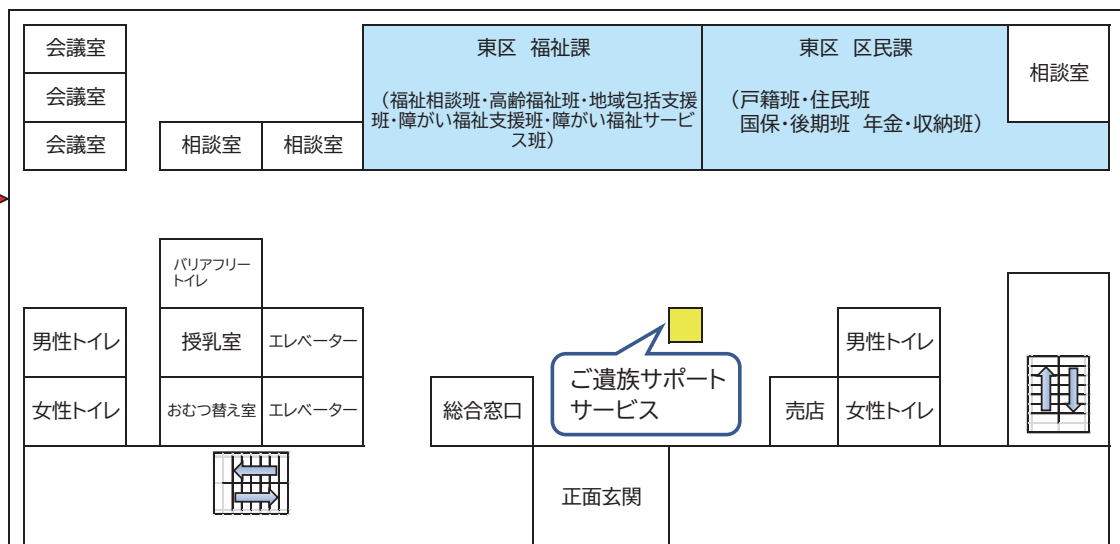 会議室
会議室
会議室
相談室
相談室
東区 福祉課
（福祉相談班・高齢福祉班・地域包括支援
班・障がい福祉支援班・障がい福祉サービ
ス班）
東区 区民課
（戸籍班・住民班
国保・後期班 年金・収納班）
相談室
バリアフリー
トイレ
男性トイレ
授乳室
エレベーター
女性トイレ
おむつ替え室
エレベーター
総合窓口
ご遺族サポート
サービス
売店
男性トイレ
女性トイレ
正面玄関